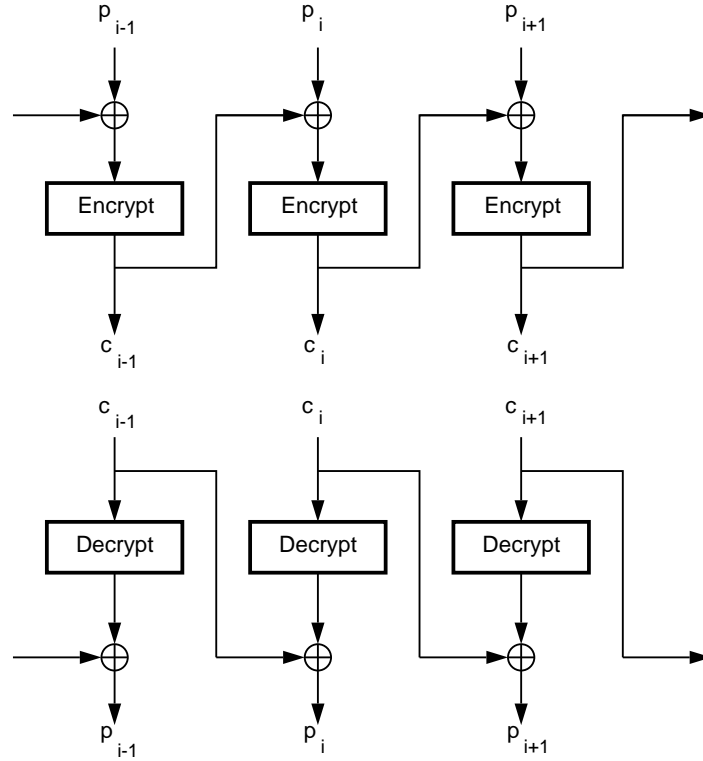 p i-1 p i p i+1
Encrypt Encrypt Encrypt
c i-1 c i c i+1
c i-1 c i c i+1
Decrypt Decrypt Decrypt
p i-1 p i p i+1